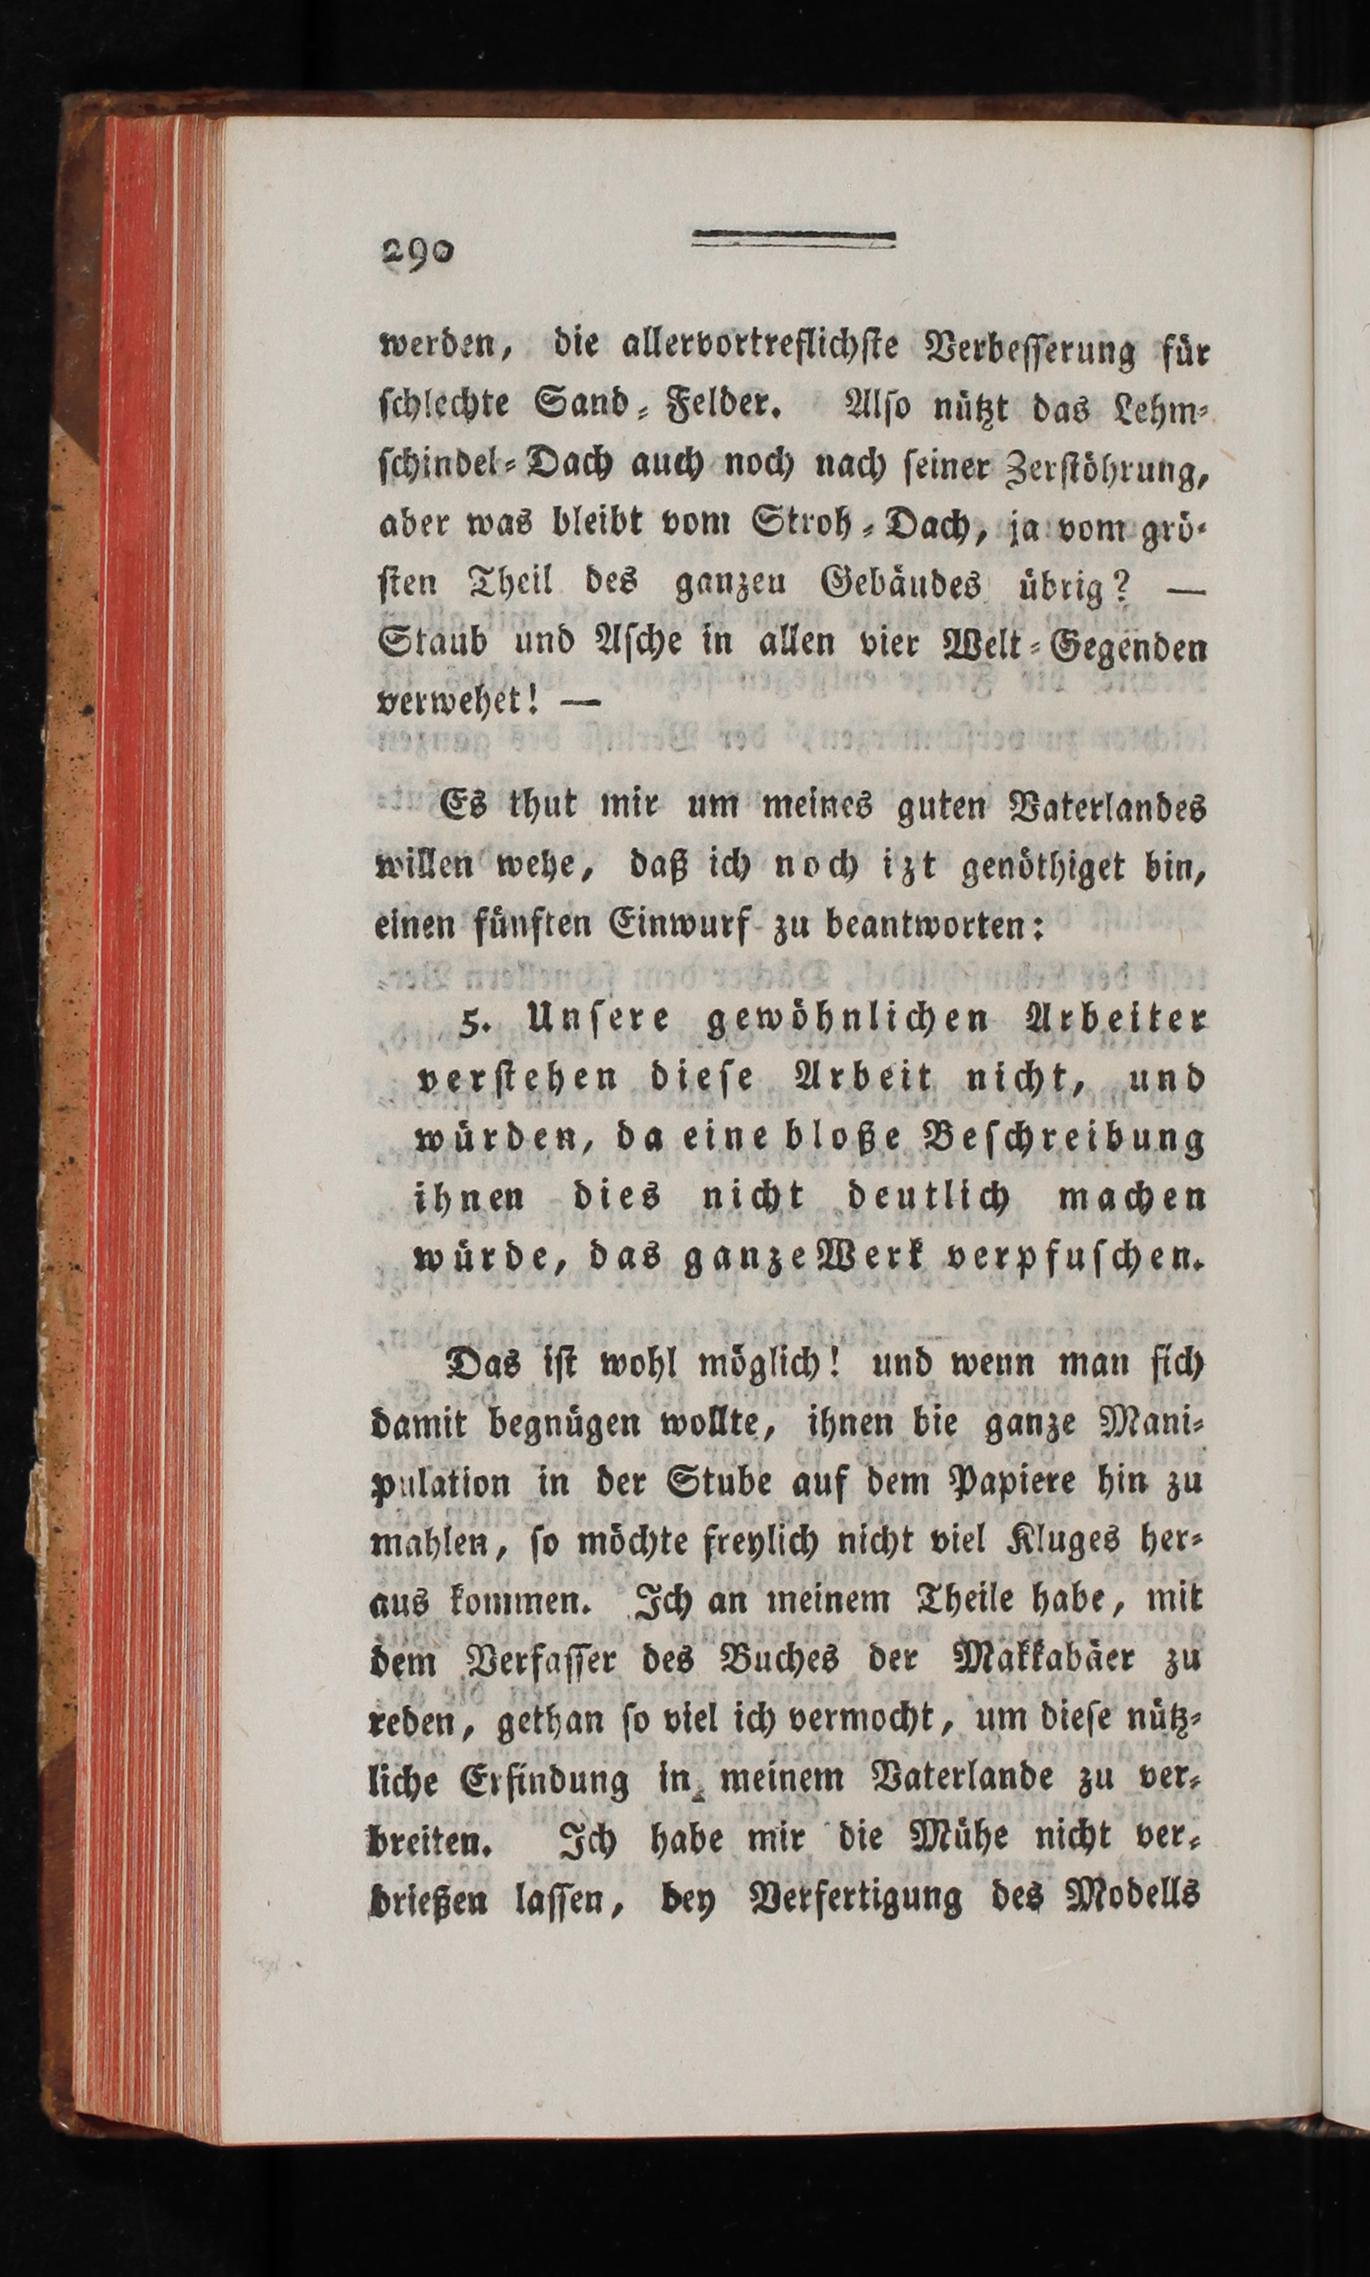 290
werden, die allervortreflichste Verbesserung für
schlechte Sand-Felder. Also nützt das Lehm-
schindel-Dach auch noch nach seiner Zerstöhrung,
aber was bleibt vom Stroh-Dach, ja vom grö-
sten Theil des ganzen Gebäudes übrig? —
Staub und Asche in allen vier Welt-Gegenden
verwehet! —
Es thut mir um meines guten Vaterlandes
willen wehe, daß ich noch izt genöthiget bin,
einen fünften Einwurf zu beantworten:
5. Unsere gewöhnlichen Arbeiter
verstehen diese Arbeit nicht, und
würden, da eine bloße Beschreibung
ihnen dies nicht deutlich machen
würde, das ganze Werk verpfuschen.
Das ist wohl möglich! und wenn man sich
damit begnügen wollte, ihnen bie ganze Mani-
pulation in der Stube auf dem Papiere hin zu
mahlen, so möchte freylich nicht viel Kluges her-
aus kommen. Ich an meinem Theile habe, mit
dem Verfasser des Buches der Makkabäer zu
reden, gethan so viel ich vermocht, um diese nütz-
liche Erfindung in meinem Vaterlande zu ver-
breiten. Ich habe mir die Mühe nicht ver-
drießen lassen, bey Verfertigung des Modells